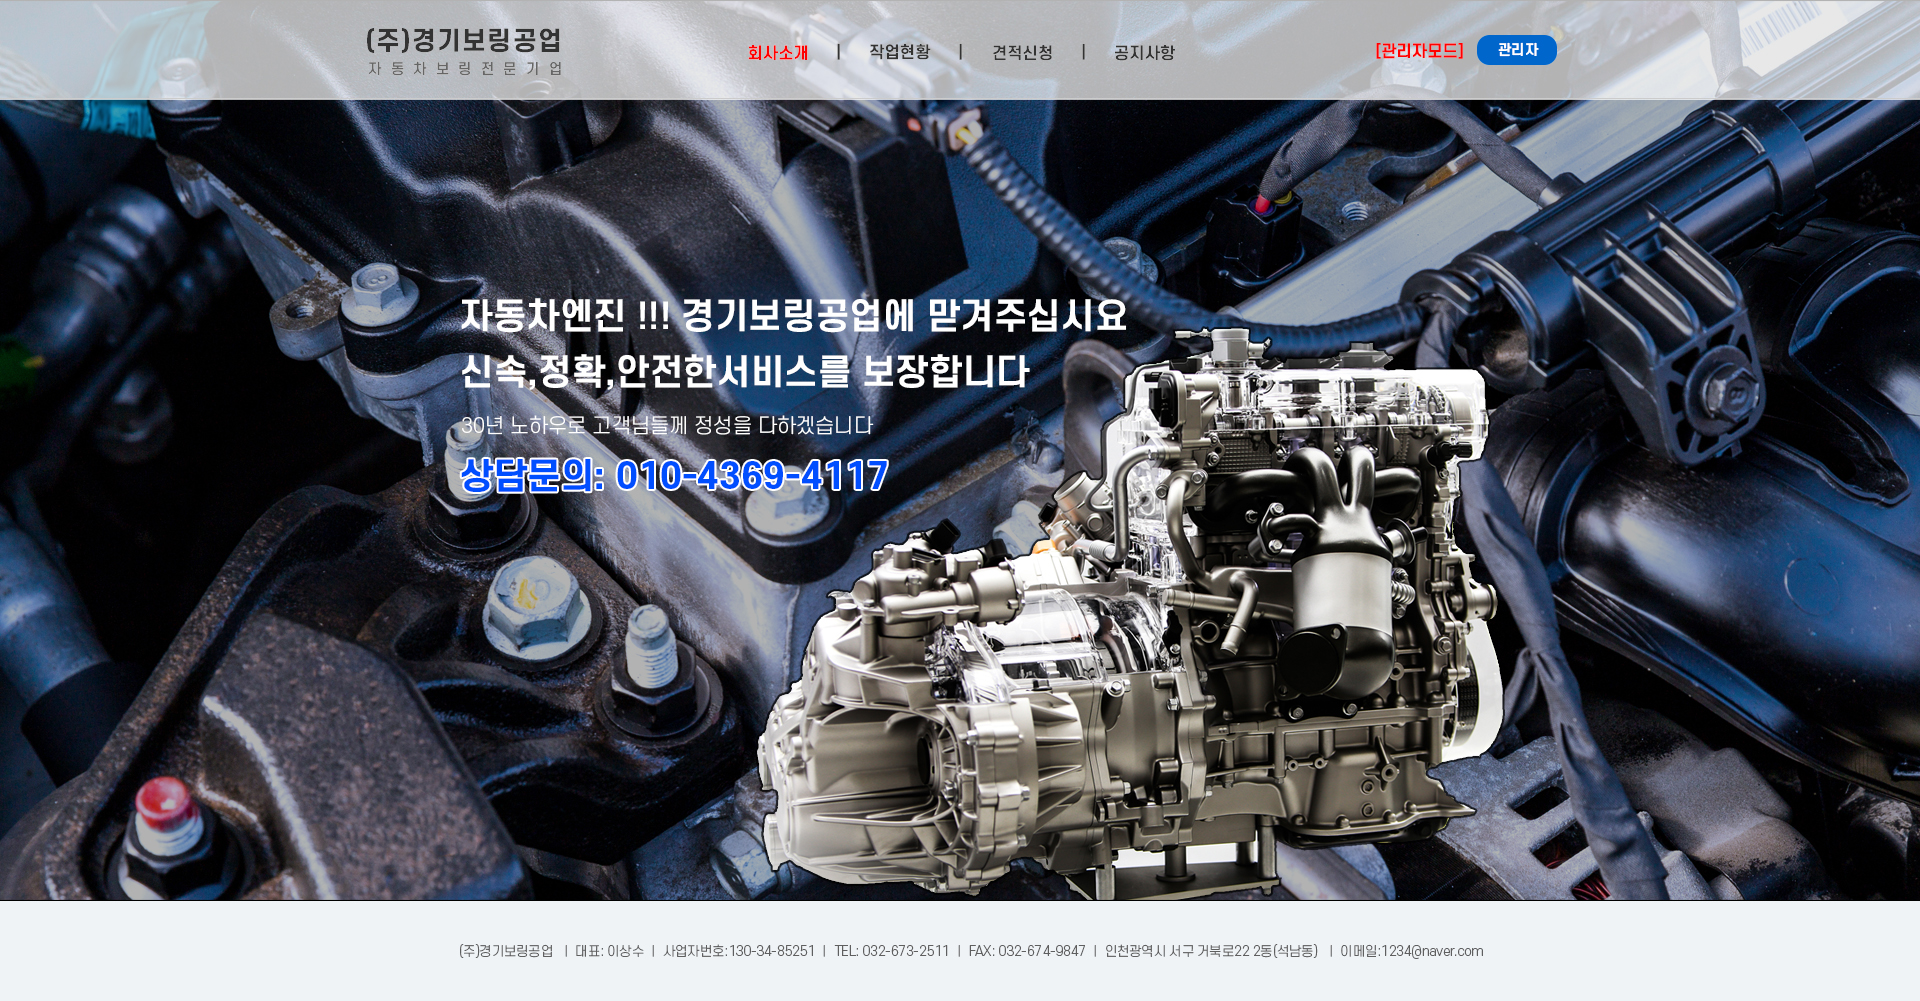 (주)경기보링공업
자동차보링전문기업
회사소개 | 작업현황 | 견적신청 | 공지사항
[관리자모드] 관리자
자동차엔진 !!! 경기보링공업에 맏겨주십시요
신속,정확,안전한서비스를 보장합니다
30년 노하우로 고객님들께 정성을 다하겠습니다
상담문의: 010-4369-4117
(주)경기보링공업 | 대표: 이상수 | 사업자번호:130-34-85251 | TEL: 032-673-2511 | FAX: 032-674-9847 | 인천광역시 서구 거북로22 2동(석남동) | 이메일:1234@naver.com